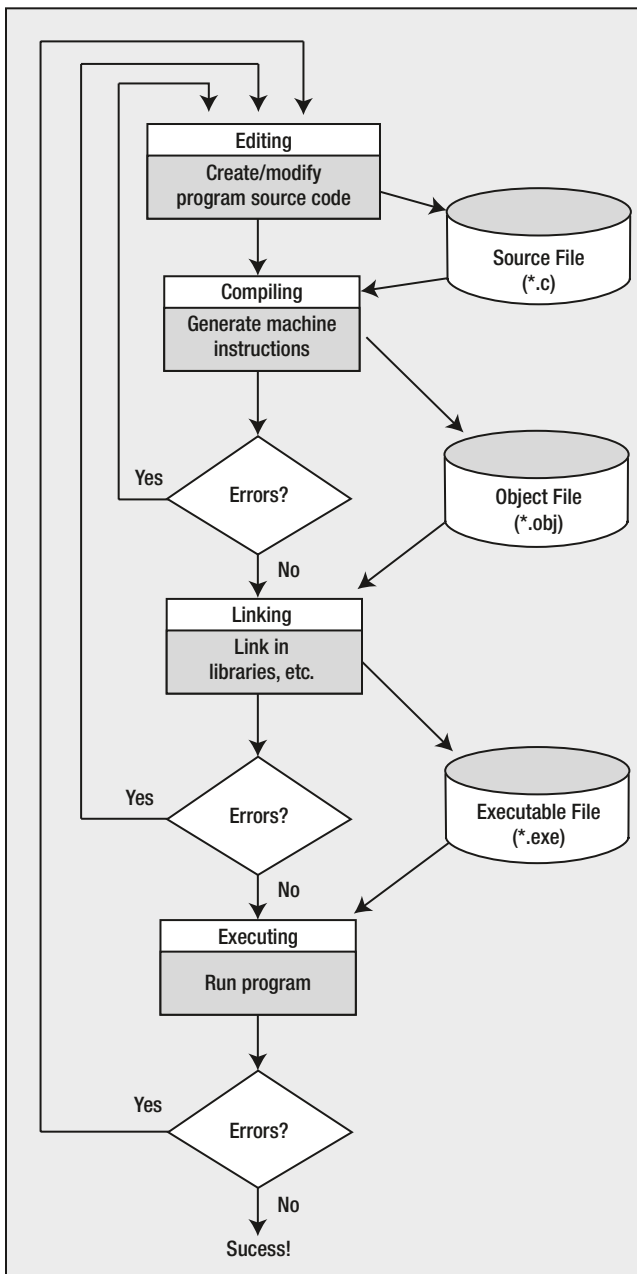 Editing
Create/modify
program source code
Source File
(*.c)
Compiling
Generate machine
instructions
Yes
Errors?
Object File
(*.obj)
No
Linking
Link in
libraries, etc.
Yes
Errors?
Executable File
(*.exe)
No
Executing
Run program
Yes
Errors?
No
Sucess!